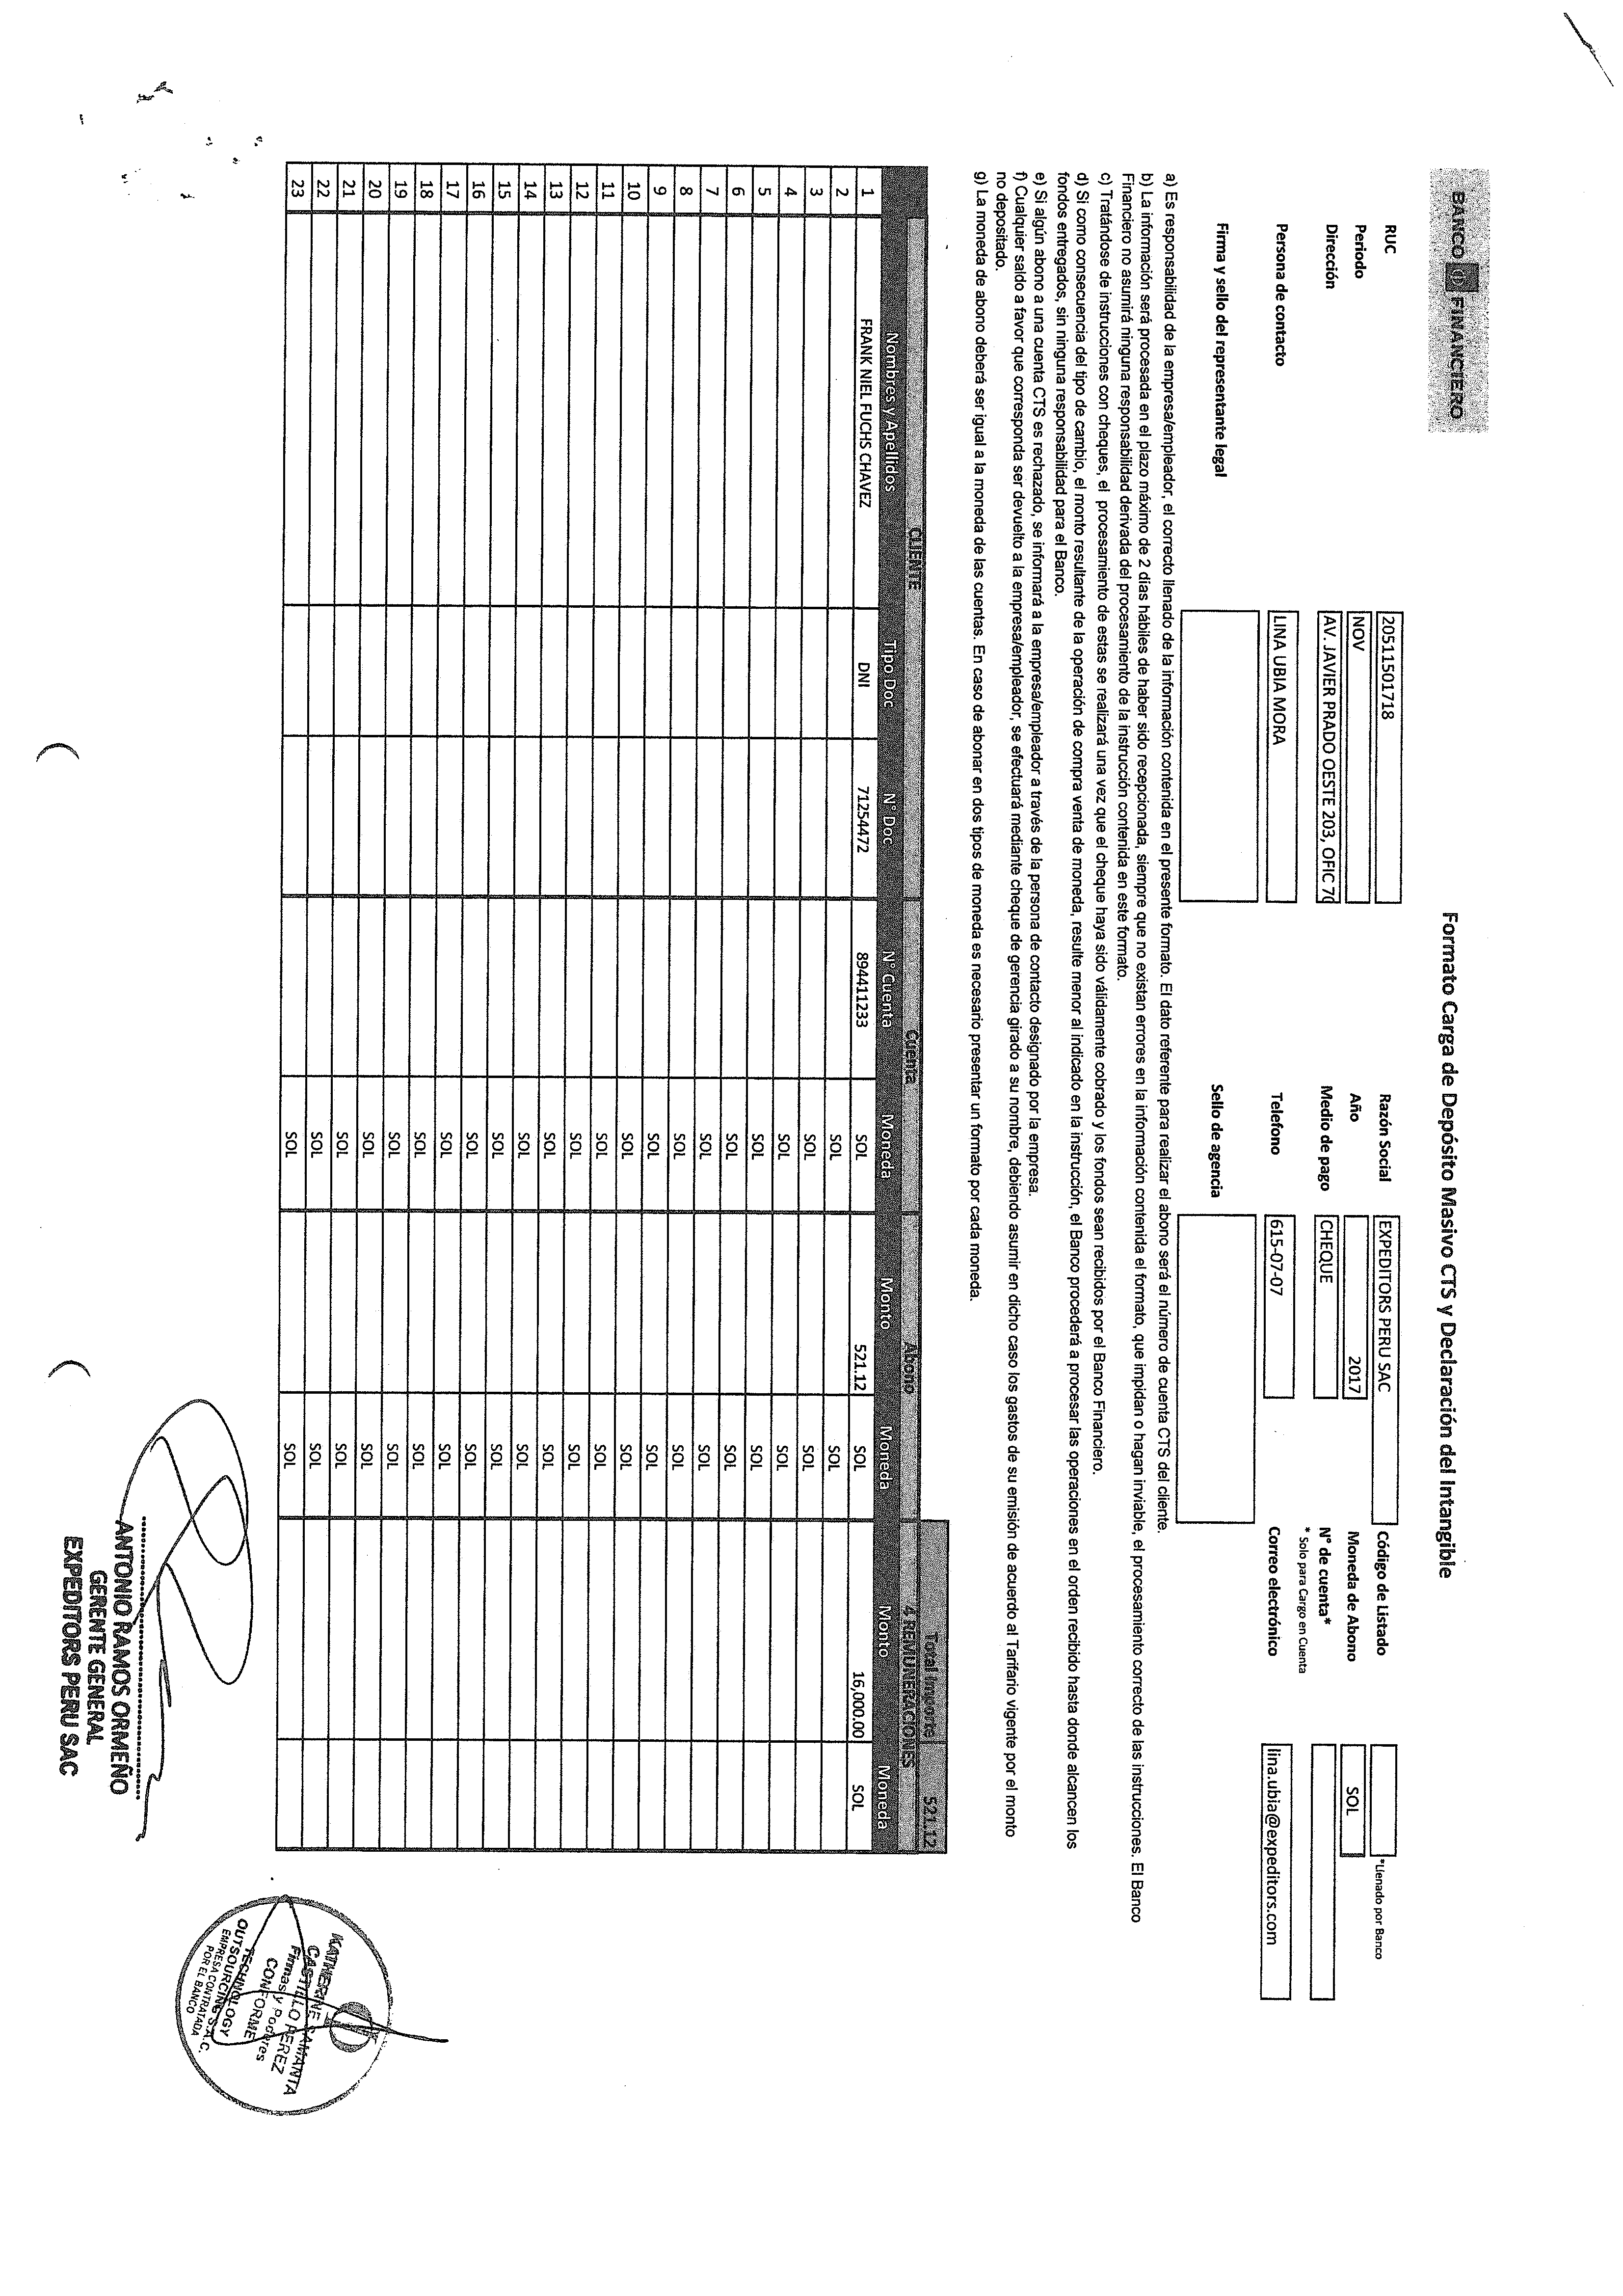 BANCO FINANCIERO
Formato Carga de Depósito Masivo CTS y Declaración del Intangible
RUC 20511501718 Razón Social EXPEDITORS PERU SAC Código de Listado *Llenado por Banco
Periodo NOV Año 2017 Moneda de Abono SOL
Dirección AV. JAVIER PRADO OESTE 203, OFIC 70 Medio de pago CHEQUE N° de cuenta*
* Solo para Cargo en Cuenta
Persona de contacto LINA UBIA MORA Telefono 615-07-07 Correo electrónico lina.ubia@expeditors.com
Firma y sello del representante legal Sello de agencia
a) Es responsabilidad de la empresa/empleador, el correcto llenado de la información contenida en el presente formato. El dato referente para realizar el abono será el número de cuenta CTS del cliente.
b) La información será procesada en el plazo máximo de 2 días hábiles de haber sido recepcionada, siempre que no existan errores en la información contenida el formato, que impidan o hagan inviable, el procesamiento correcto de las instrucciones. El Banco
Financiero no asumirá ninguna responsabilidad derivada del procesamiento de la instrucción contenida en este formato.
c) Tratándose de instrucciones con cheques, el procesamiento de estas se realizará una vez que el cheque haya sido válidamente cobrado y los fondos sean recibidos por el Banco Financiero.
d) Si como consecuencia del tipo de cambio, el monto resultante de la operación de compra venta de moneda, resulte menor al indicado en la instrucción, el Banco procederá a procesar las operaciones en el orden recibido hasta donde alcancen los
fondos entregados, sin ninguna responsabilidad para el Banco.
e) Si algún abono a una cuenta CTS es rechazado, se informará a la empresa/empleador a través de la persona de contacto designado por la empresa.
f) Cualquier saldo a favor que corresponda ser devuelto a la empresa/empleador, se efectuará mediante cheque de gerencia girado a su nombre, debiendo asumir en dicho caso los gastos de su emisión de acuerdo al Tarifario vigente por el monto
no depositado.
g) La moneda de abono deberá ser igual a la moneda de las cuentas. En caso de abonar en dos tipos de moneda es necesario presentar un formato por cada moneda.
Total Importe 521.12
CLIENTE Cuenta Abono 4 REMUNERACIONES
Nombres y Apellidos Tipo Doc N° Doc N° Cuenta Moneda Monto Moneda Monto Moneda
1 FRANK NIEL FUCHS CHAVEZ DNI 71254472 894411233 SOL 521.12 SOL 16,000.00 SOL
2 SOL SOL
3 SOL SOL
4 SOL SOL
5 SOL SOL
6 SOL SOL
7 SOL SOL
8 SOL SOL
9 SOL SOL
10 SOL SOL
11 SOL SOL
12 SOL SOL
13 SOL SOL
14 SOL SOL
15 SOL SOL
16 SOL SOL
17 SOL SOL
18 SOL SOL
19 SOL SOL
20 SOL SOL
21 SOL SOL
22 SOL SOL
23 SOL SOL
ANTONIO RAMOS ORMEÑO
GERENTE GENERAL
EXPEDITORS PERU SAC
KATHERINE SAMANTA
CASTILLO PEREZ
Firmas y Poderes
CONFORME
TECHNOLOGY
OUTSOURCING S.A.C.
EMPRESA CONTRATADA
POR EL BANCO